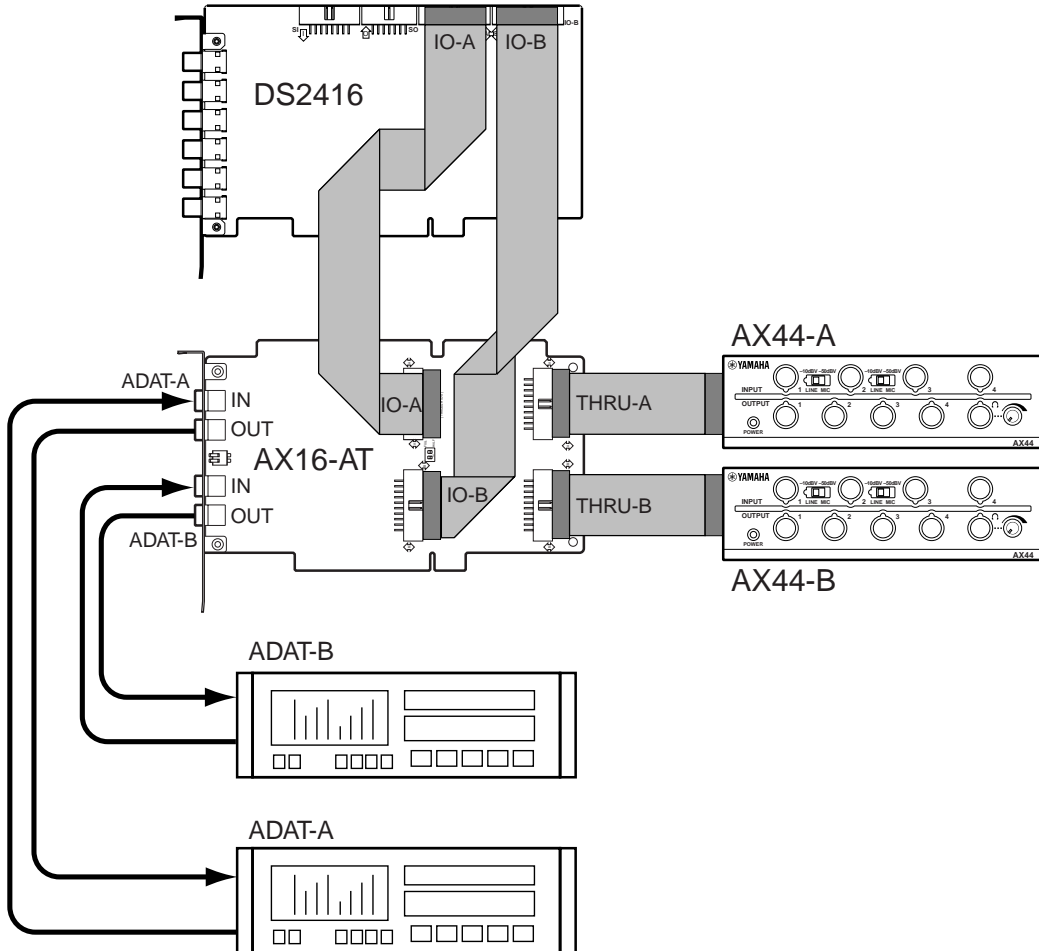 SI
SO
IO-B
IO-A
IO-B
DS2416
AX44-A
YAMAHA
–10dBV –50dBV
–10dBV –50dBV
INPUT
1
LINE MIC
2
LINE MIC
3
4
OUTPUT
1
2
3
4
POWER
AX44
ADAT-A
IN
OUT
IO-A
THRU-A
AX16-AT
IN
OUT
ADAT-B
IO-B
THRU-B
YAMAHA
–10dBV –50dBV
–10dBV –50dBV
INPUT
1
LINE MIC
2
LINE MIC
3
4
OUTPUT
1
2
3
4
POWER
AX44
AX44-B
ADAT-B
ADAT-A